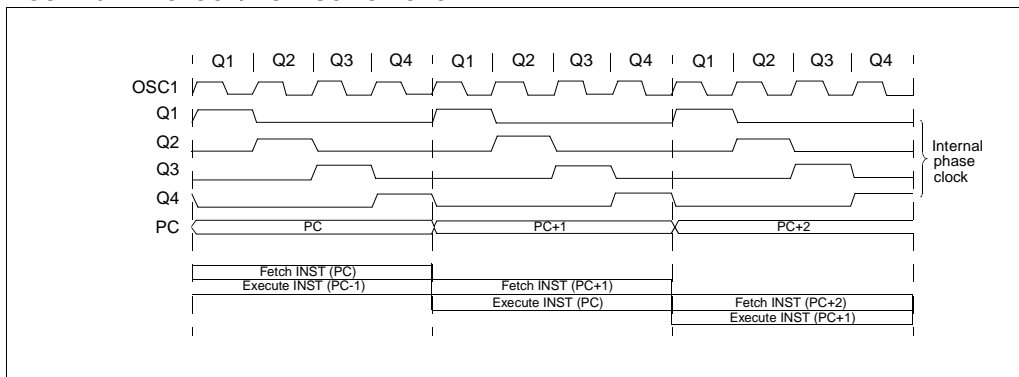 Q1 Q2 Q3 Q4 Q1 Q2 Q3 Q4 Q1 Q2 Q3 Q4
OSC1
Q1
Q2
Q3
Q4
PC
PC PC+1 PC+2
Internal
phase
clock
Fetch INST (PC)
Execute INST (PC-1) Fetch INST (PC+1)
Execute INST (PC) Fetch INST (PC+2)
Execute INST (PC+1)